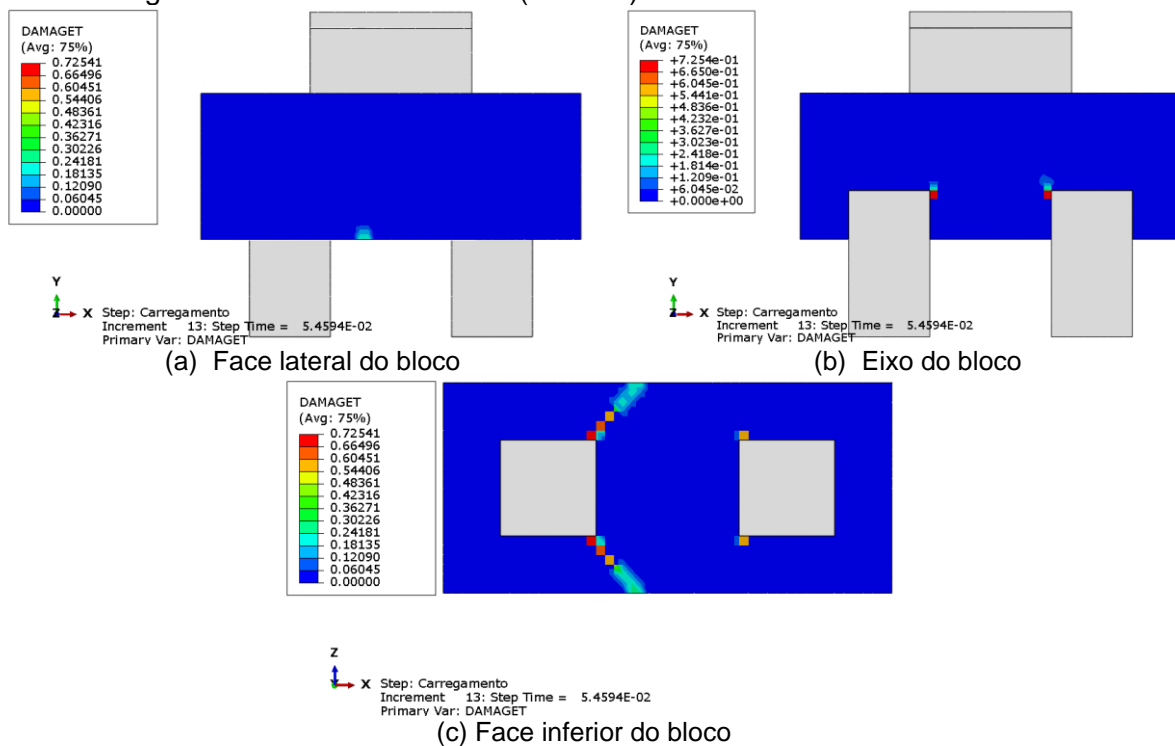 DAMAGET
(Avg: 75%)
0.72541
0.66496
0.60451
0.54406
0.48361
0.42316
0.36271
0.30226
0.24181
0.18135
0.12090
0.06045
0.00000
Y
Z X
Step: Carregamento
Increment 13: Step Time = 5.4594E-02
Primary Var: DAMAGET
(a) Face lateral do bloco
DAMAGET
(Avg: 75%)
+7.254e-01
+6.650e-01
+6.045e-01
+5.441e-01
+4.836e-01
+4.232e-01
+3.627e-01
+3.023e-01
+2.418e-01
+1.814e-01
+1.209e-01
+6.045e-02
+0.000e+00
Y
Z X
Step: Carregamento
Increment 13: Step Time = 5.4594E-02
Primary Var: DAMAGET
(b) Eixo do bloco
DAMAGET
(Avg: 75%)
0.72541
0.66496
0.60451
0.54406
0.48361
0.42316
0.36271
0.30226
0.24181
0.18135
0.12090
0.06045
0.00000
Z
Y X
Step: Carregamento
Increment 13: Step Time = 5.4594E-02
Primary Var: DAMAGET
(c) Face inferior do bloco